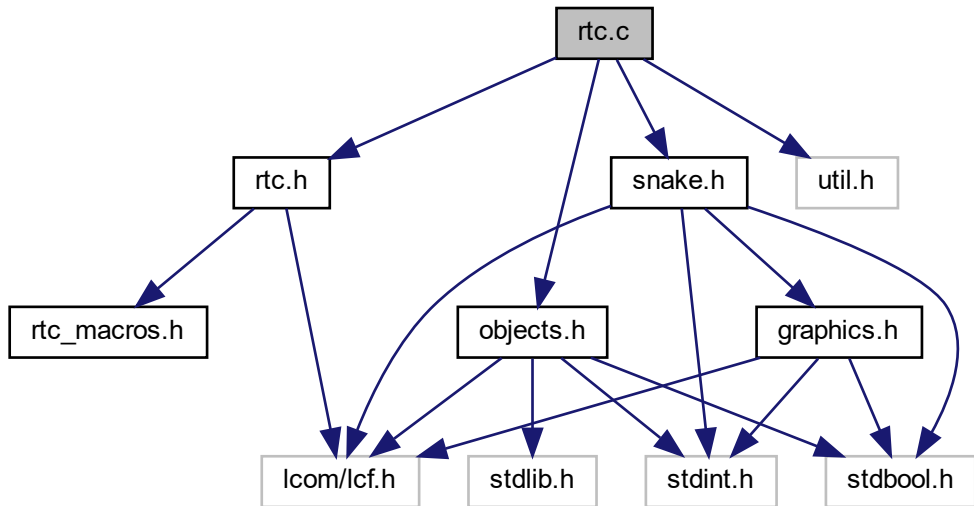 rtc.c
rtc.h
snake.h
util.h
rtc_macros.h
objects.h
graphics.h
lcom/lcf.h
stdlib.h
stdint.h
stdbool.h